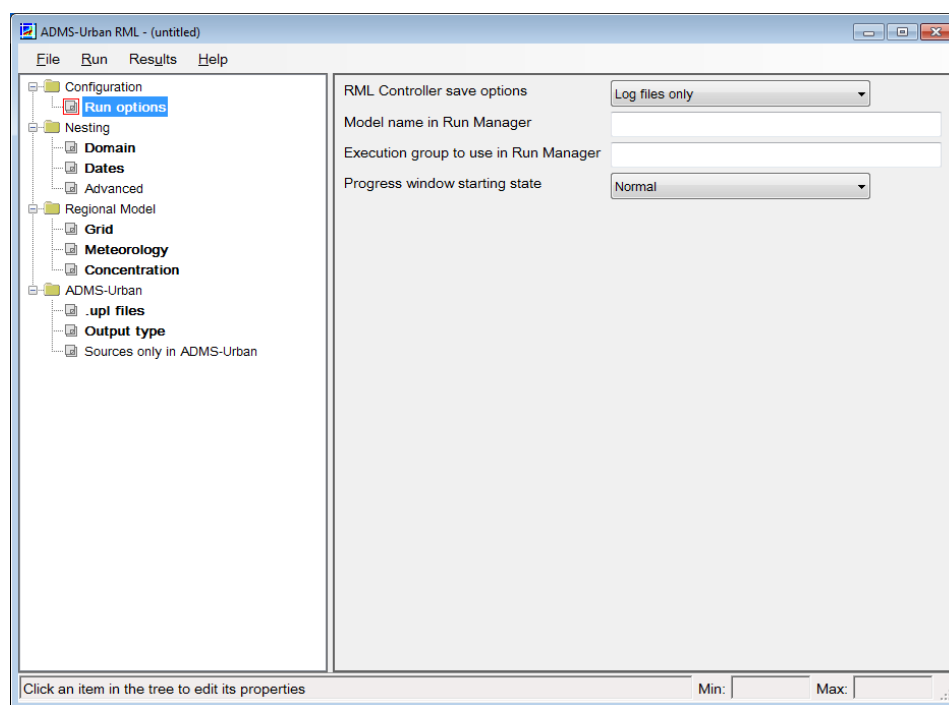 ADMS-Urban RML - (untitled)
File Run Results Help
Configuration
Run options
Nesting
Domain
Dates
Advanced
Regional Model
Grid
Meteorology
Concentration
ADMS-Urban
.upl files
Output type
Sources only in ADMS-Urban
RML Controller save options Log files only
Model name in Run Manager
Execution group to use in Run Manager
Progress window starting state Normal
Click an item in the tree to edit its properties Min: Max: